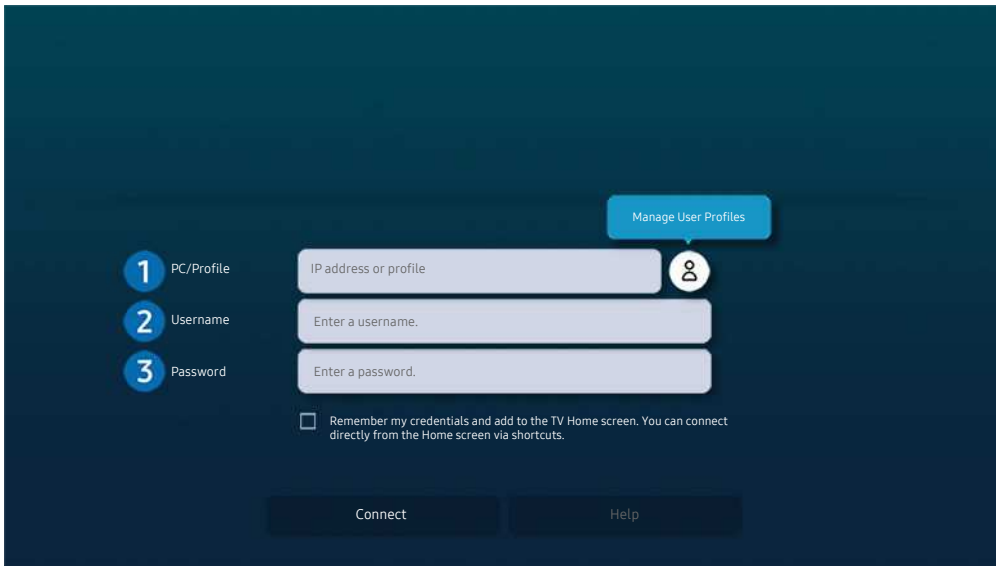 Manage User Profiles
1 PC/Profile IP address or profile
2 Username Enter a username.
3 Password Enter a password.
Remember my credentials and add to the TV Home screen. You can connect
directly from the Home screen via shortcuts.
Connect Help